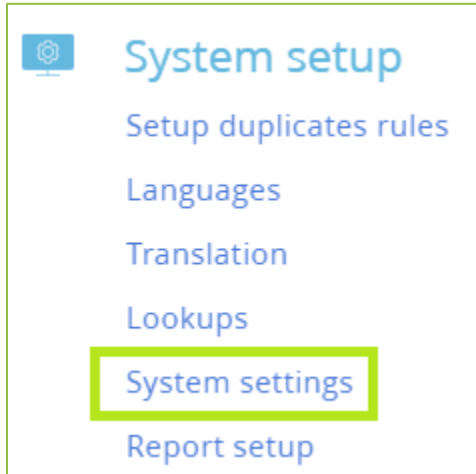 System setup
Setup duplicates rules
Languages
Translation
Lookups
System settings
Report setup